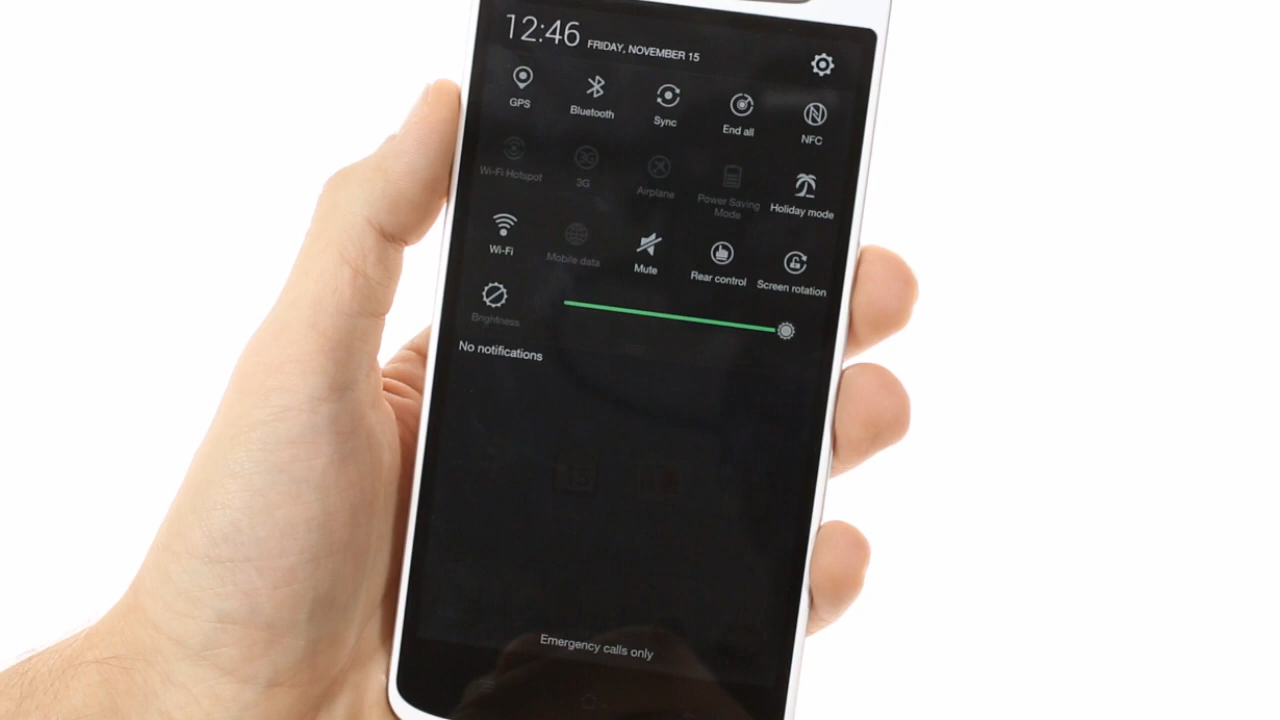 12:46 FRIDAY, NOVEMBER 15
GPS Bluetooth Sync End all NFC
Wi-Fi Hotspot 3G Airplane Power Saving Mode Holiday mode
Wi-Fi Mobile data Mute Rear control Screen rotation
Brightness
No notifications
15
Emergency calls only